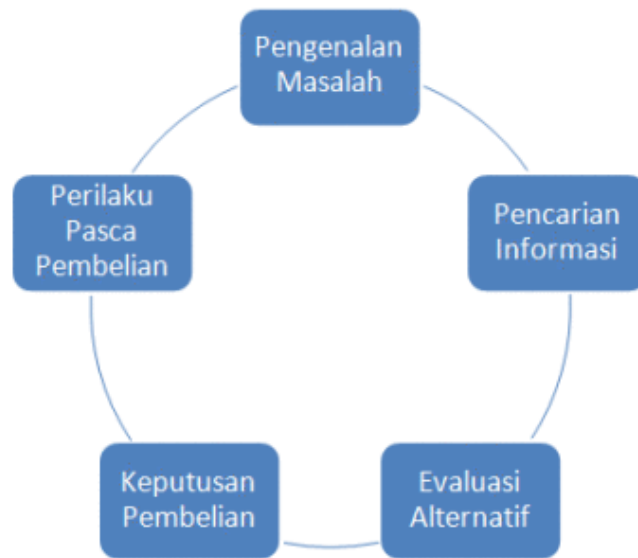 Pengenalan
Masalah
Pencarian
Informasi
Evaluasi
Alternatif
Keputusan
Pembelian
Perilaku
Pasca
Pembelian